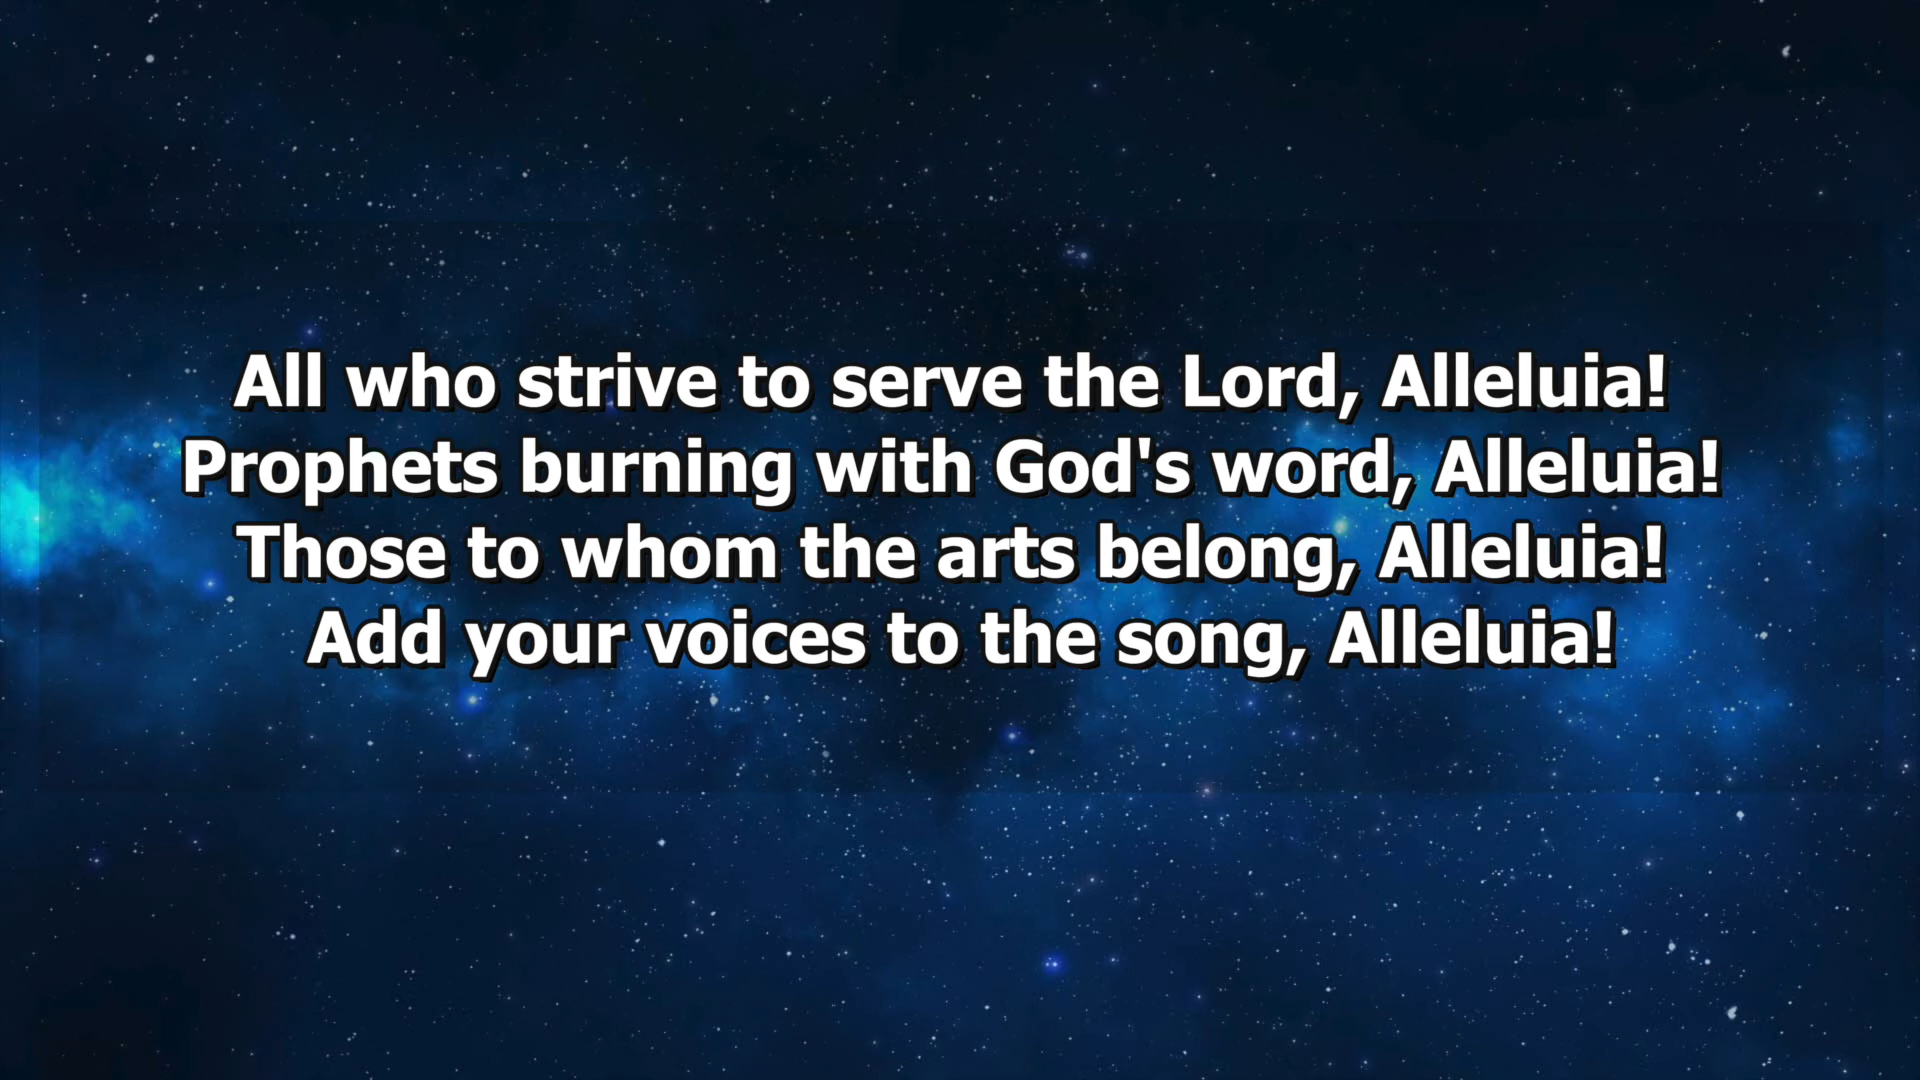 All who strive to serve the Lord, Alleluia!
Prophets burning with God's word, Alleluia!
Those to whom the arts belong, Alleluia!
Add your voices to the song, Alleluia!